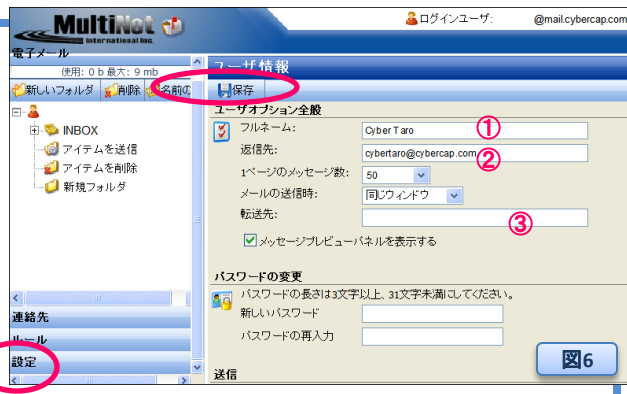 MultiNet
International Inc.
ログインユーザ: @mail.cybercap.com
電子メール
使用: 0 b 最大: 9 mb
新しいフォルダ 削除 名前の
INBOX
アイテムを送信
アイテムを削除
新規フォルダ
連絡先
ルール
設定
ユーザ情報
保存
ユーザオプション全般
フルネーム: Cyber Taro ①
返信先: cybertaro@cybercap.com ②
1ページのメッセージ数: 50
メールの送信時: 同じウィンドウ
転送先: ③
メッセージプレビューパネルを表示する
パスワードの変更
パスワードの長さは3文字以上、31文字未満にしてください。
新しいパスワード
パスワードの再入力
送信
図6